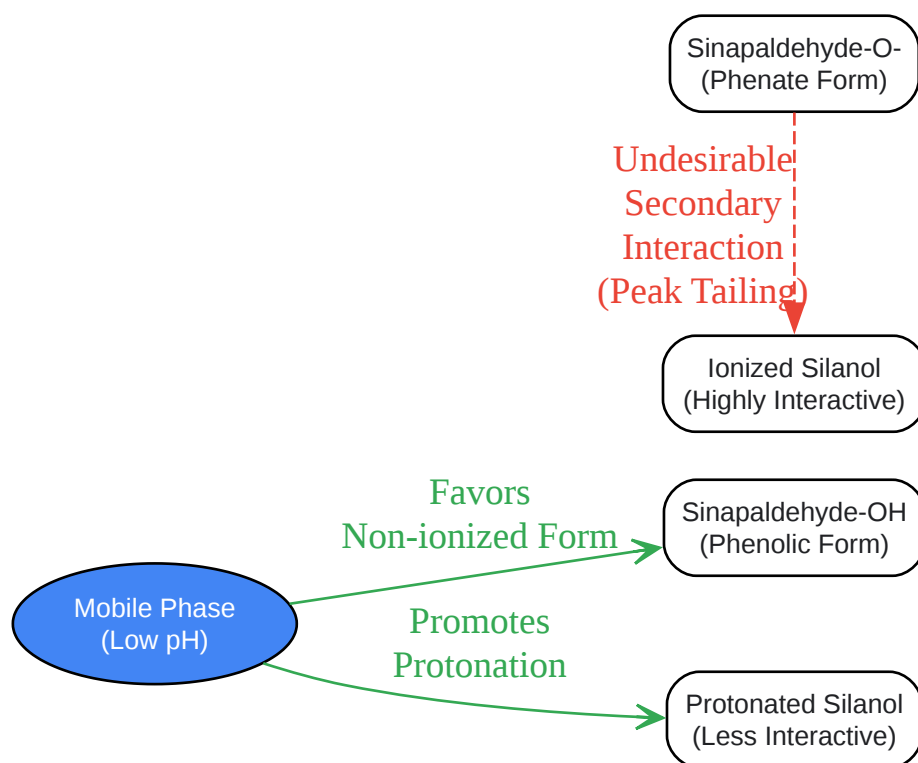 Sinapaldehyde-O-
(Phenate Form)
Undesirable
Secondary
Interaction
(Peak Tailing)
Ionized Silanol
(Highly Interactive)
Favors
Non-ionized Form
Sinapaldehyde-OH
(Phenolic Form)
Mobile Phase
(Low pH)
Promotes
Protonation
Protonated Silanol
(Less Interactive)